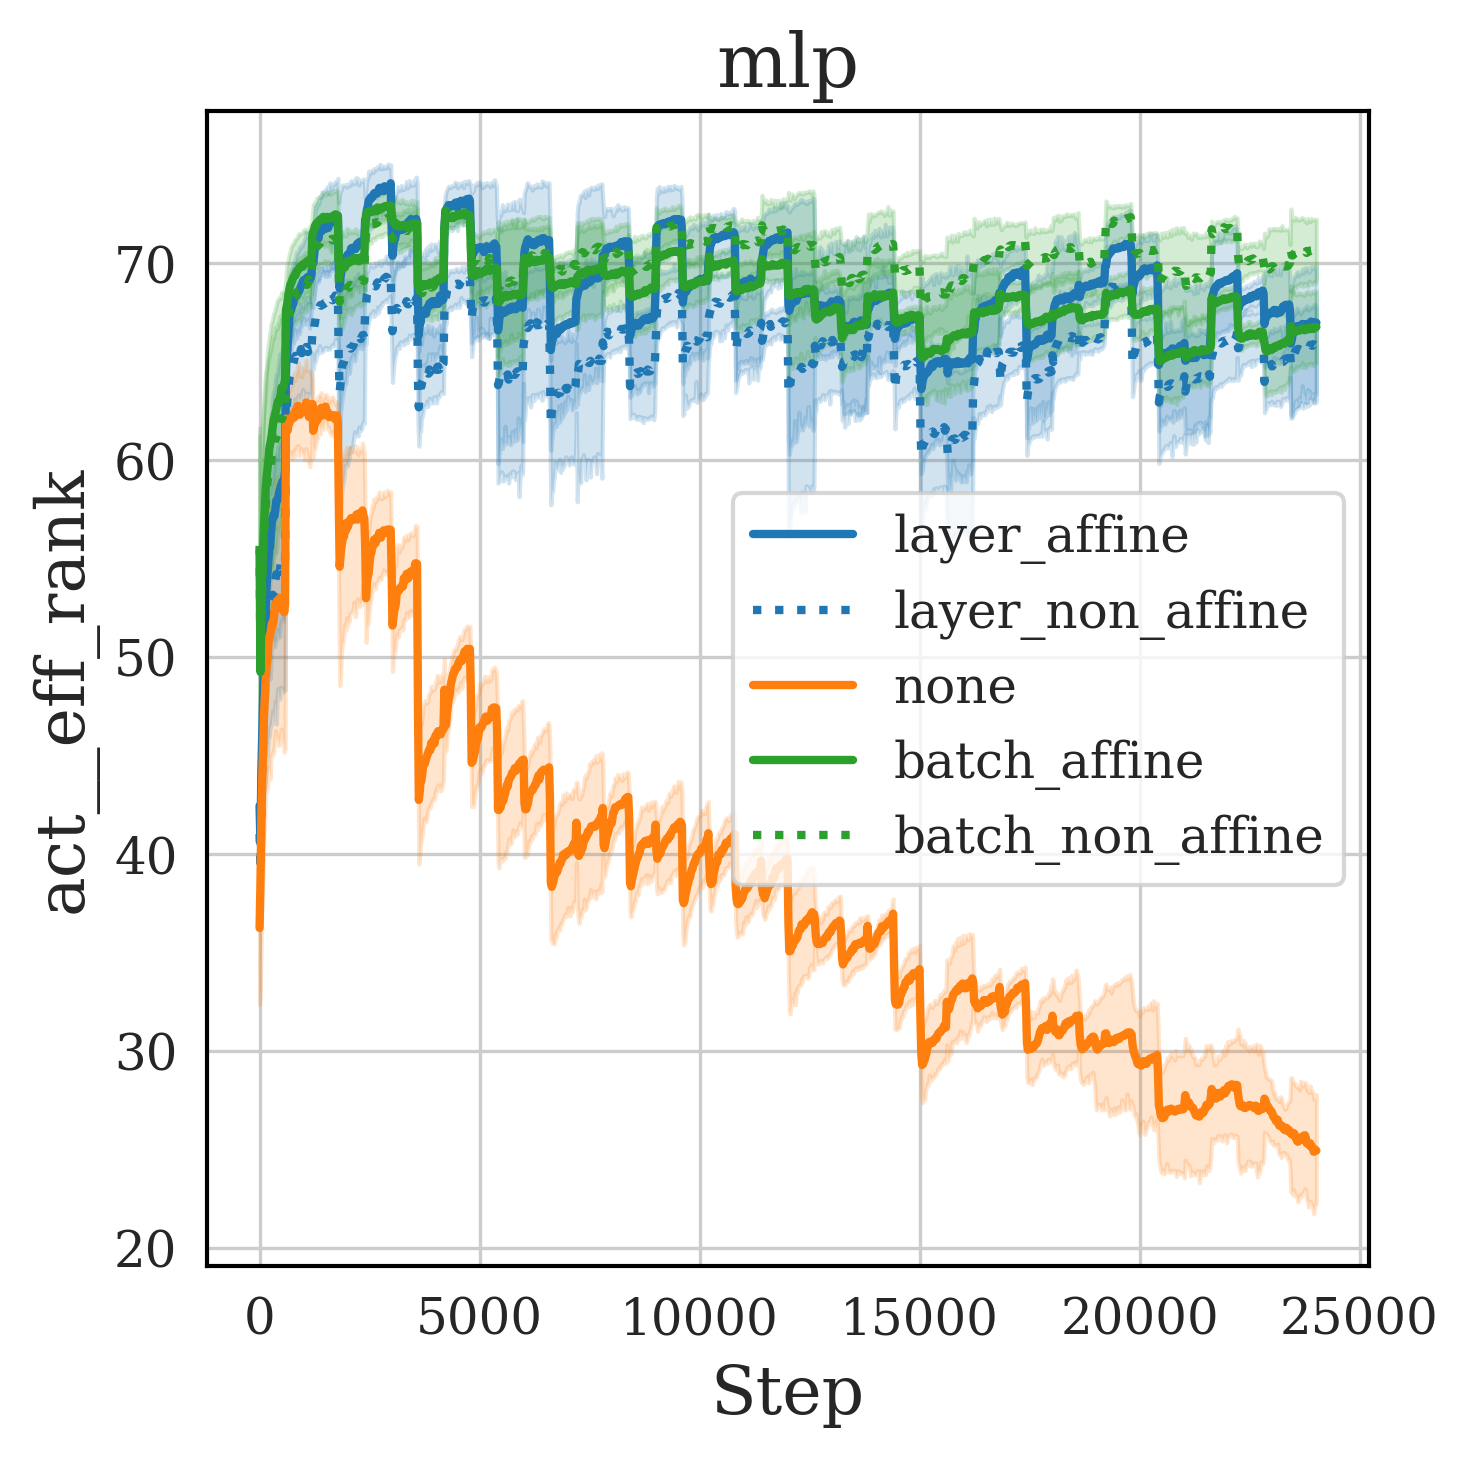 mlp
act__eff_rank
70
60
50
40
30
20
layer_affine
layer_non_affine
none
batch_affine
batch_non_affine
0 5000 10000 15000 20000 25000
Step